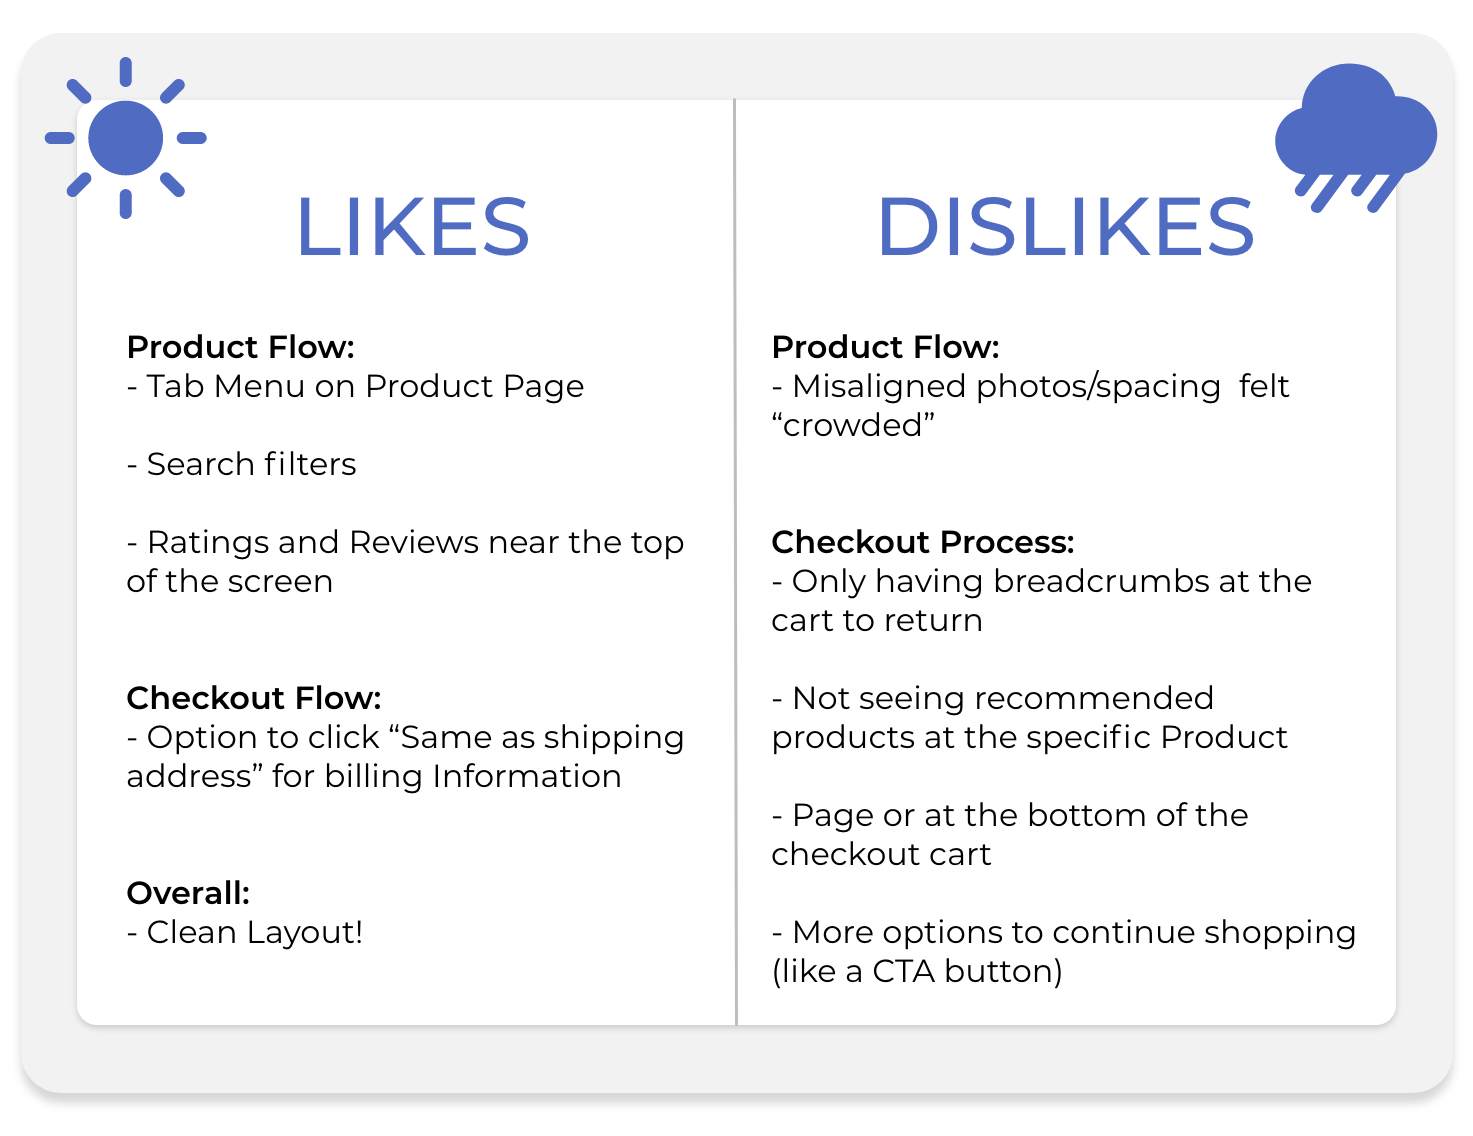 LIKES
Product Flow:
- Tab Menu on Product Page
- Search filters
- Ratings and Reviews near the top
of the screen
Checkout Flow:
- Option to click “Same as shipping
address” for billing Information
Overall:
- Clean Layout!
DISLIKES
Product Flow:
- Misaligned photos/spacing  felt
“crowded”
Checkout Process:
- Only having breadcrumbs at the
cart to return
- Not seeing recommended
products at the specific Product
- Page or at the bottom of the
checkout cart
- More options to continue shopping
(like a CTA button)